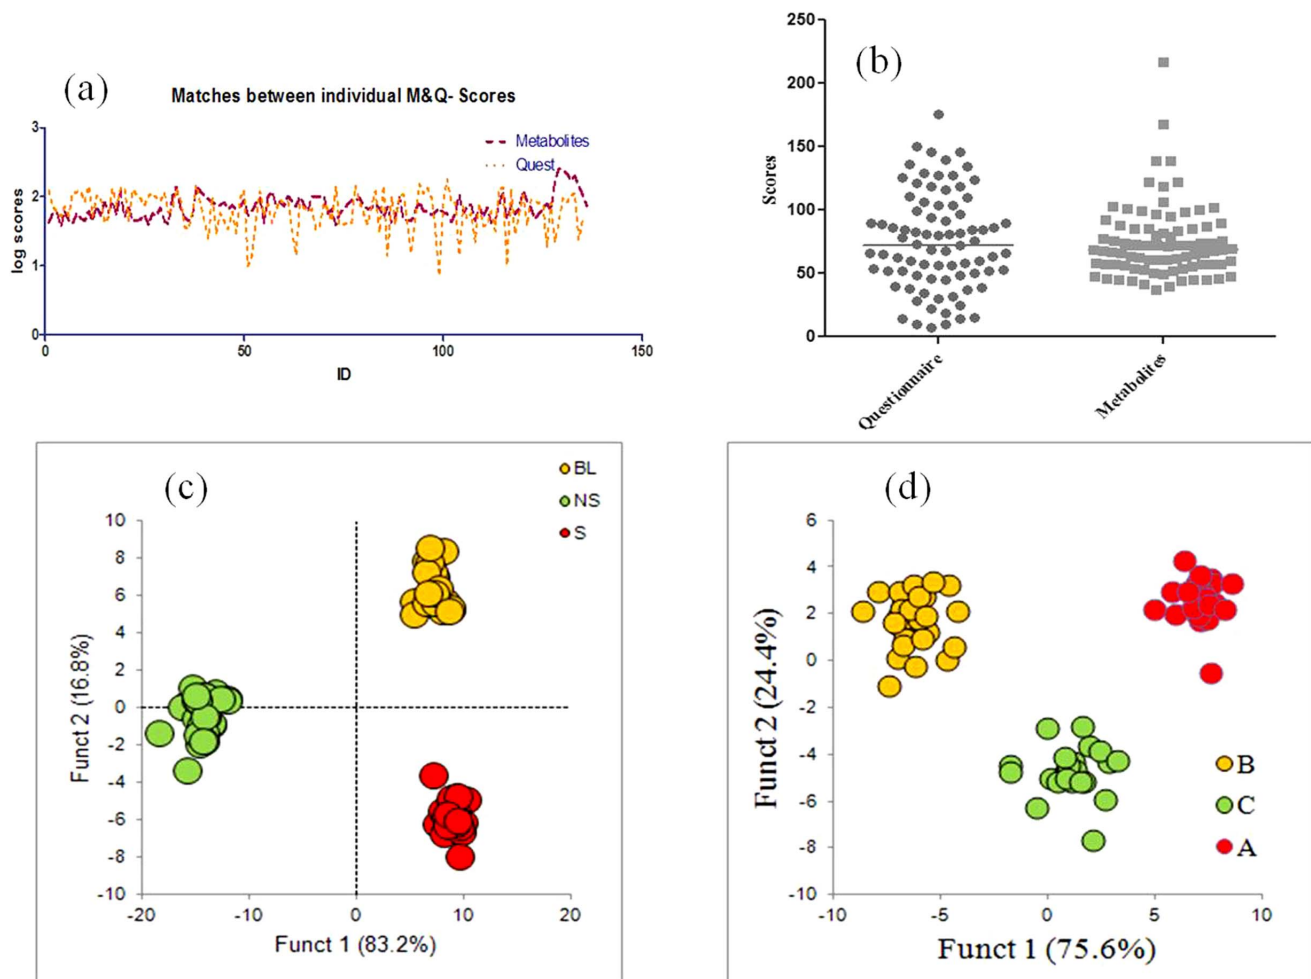 (a)
Matches between individual M&Q- Scores
Metabolites
Quest
log scores
3
2
1
0
0 50 100 150
ID
(b)
Scores
250
200
150
100
50
0
Questionnaire
Metabolites
(c)
BL
NS
S
Funct 2 (16.8%)
10
8
6
4
2
0
-2
-4
-6
-8
-10
-20 -10 0 10 20
Funct 1 (83.2%)
(d)
Funct 2 (24.4%)
6
4
2
0
-2
-4
-6
-8
-10
B
C
A
-10 -5 0 5 10
Funct 1 (75.6%)